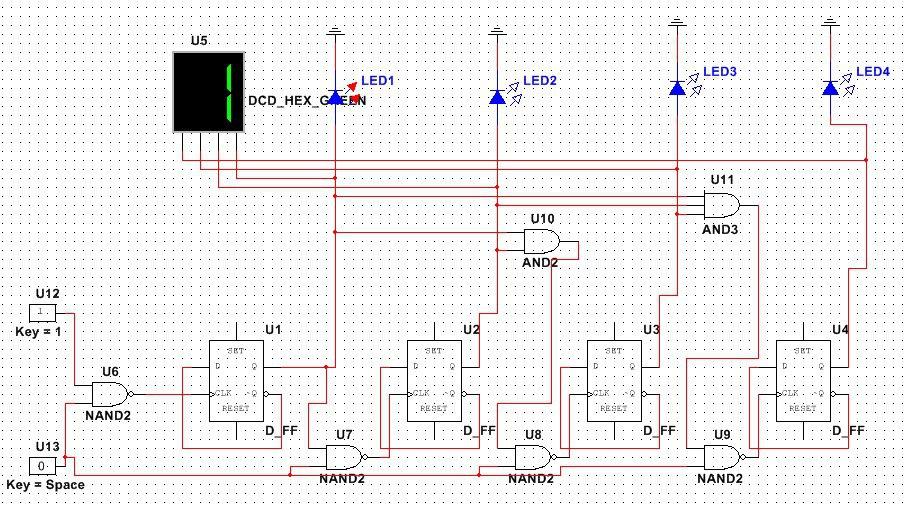 U5
LED1
LED2
LED3
LED4
DCD_HEX_GREEN
U11
AND3
U10
AND2
U12
1
Key = 1
U6
NAND2
U13
0
Key = Space
U1
SET
D Q
CLK ~Q
RESET
D_FF
U2
SET
D Q
CLK ~Q
RESET
D_FF
U3
SET
D Q
CLK ~Q
RESET
D_FF
U4
SET
D Q
CLK ~Q
RESET
D_FF
U7
NAND2
U8
NAND2
U9
NAND2